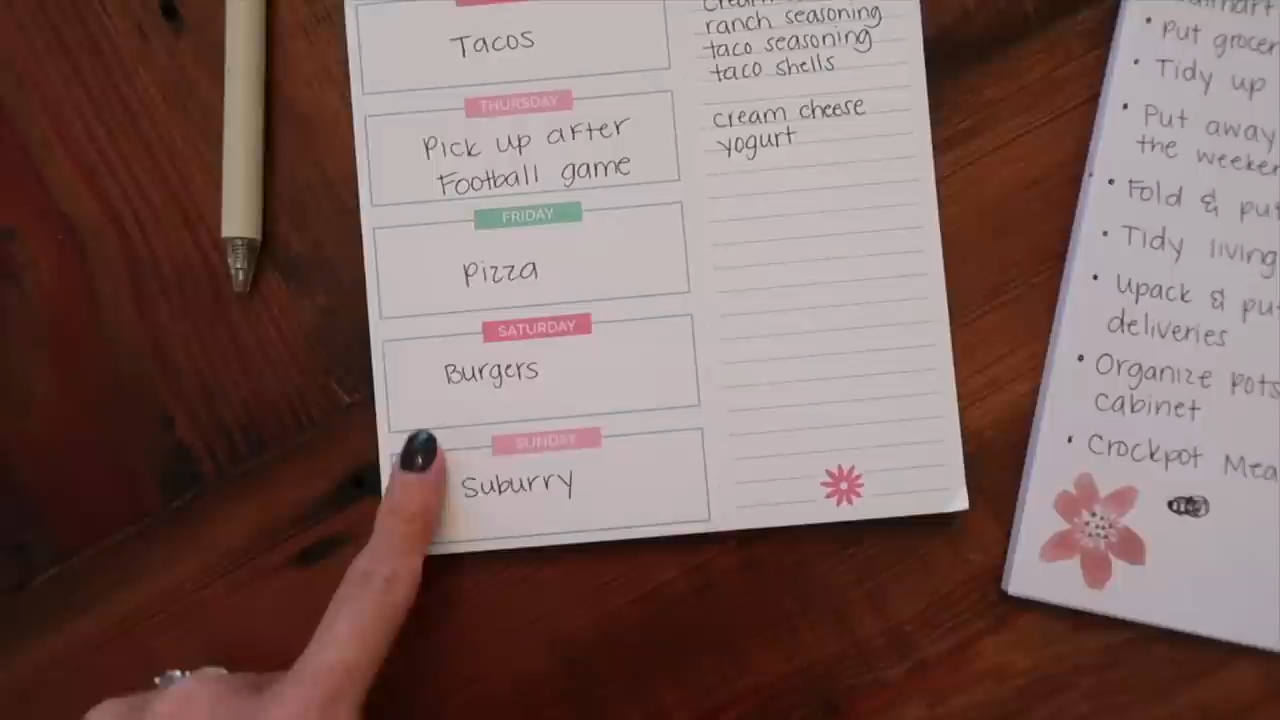 Tacos
THURSDAY
Pick up after
Football game
FRIDAY
Pizza
SATURDAY
Burgers
SUNDAY
Suburry
ranch seasoning
taco seasoning
taco shells
cream cheese
yogurt
Put grocer
Tidy up
Put away
the weeken
Fold & put
Tidy living
upack & pu
deliveries
Organize pots
cabinet
Crockpot Mea